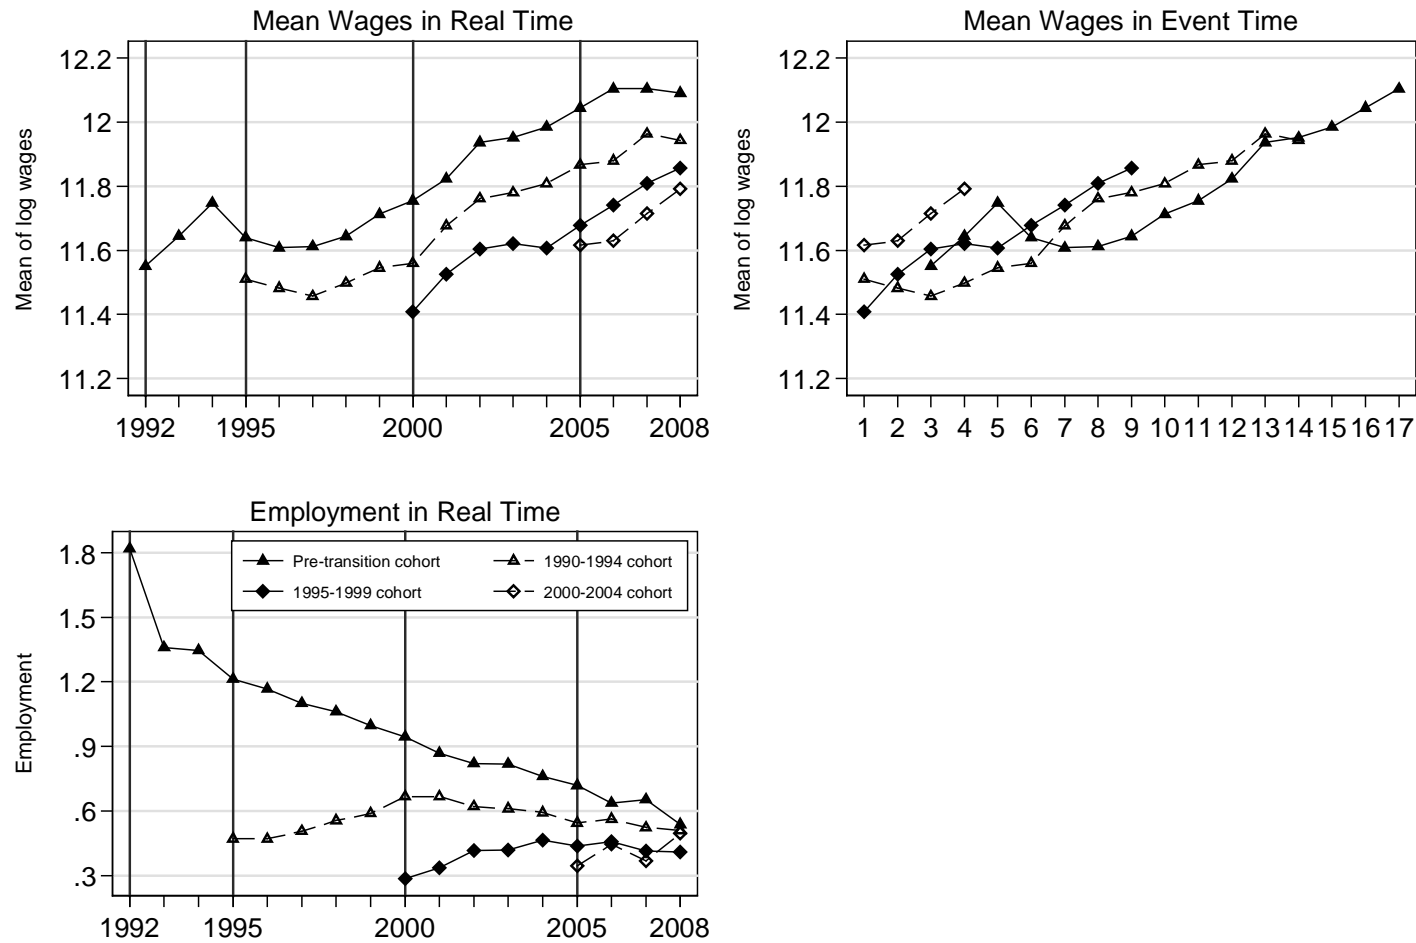 Mean Wages in Real Time
Mean of log wages
12.2
12
11.8
11.6
11.4
11.2
1992 1995 2000 2005 2008
Mean Wages in Event Time
Mean of log wages
12.2
12
11.8
11.6
11.4
11.2
1 2 3 4 5 6 7 8 9 10 11 12 13 14 15 16 17
Employment in Real Time
Employment
1.8
1.5
1.2
.9
.6
.3
Pre-transition cohort 1990-1994 cohort
1995-1999 cohort 2000-2004 cohort
1992 1995 2000 2005 2008